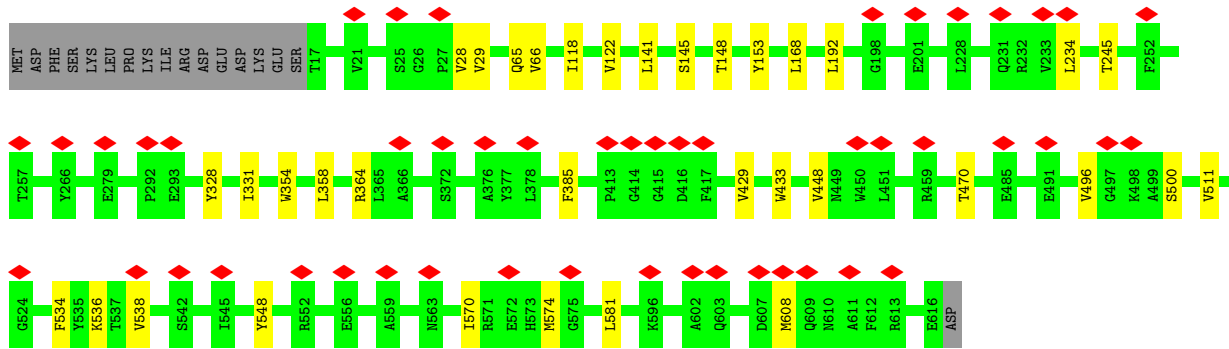 MET ASP PHE SER LYS LEU PRO LYS ILE ARG ASP GLU ASP LYS GLU SER T17 V21 S25 G26 P27 V28 V29 Q65 V66 I118 V122 L141 S145 T148 Y153 L168 L192 G198 E201 L228 Q231 R232 V233 L234 T245 F252
T257 Y266 E279 P292 E293 Y328 I331 W354 L358 R364 L365 A366 S372 A376 Y377 L378 F385 P413 G414 G415 D416 F417 V429 W433 V448 N449 W450 L451 R459 T470 E485 E491 V496 G497 K498 A499 S500 V511
G524 F534 Y535 K536 T537 V538 S542 I545 Y548 R552 E556 A559 N563 I570 R571 E572 H573 M574 G575 L581 K596 A602 Q603 D607 M608 Q609 N610 A611 F612 R613 E616 ASP